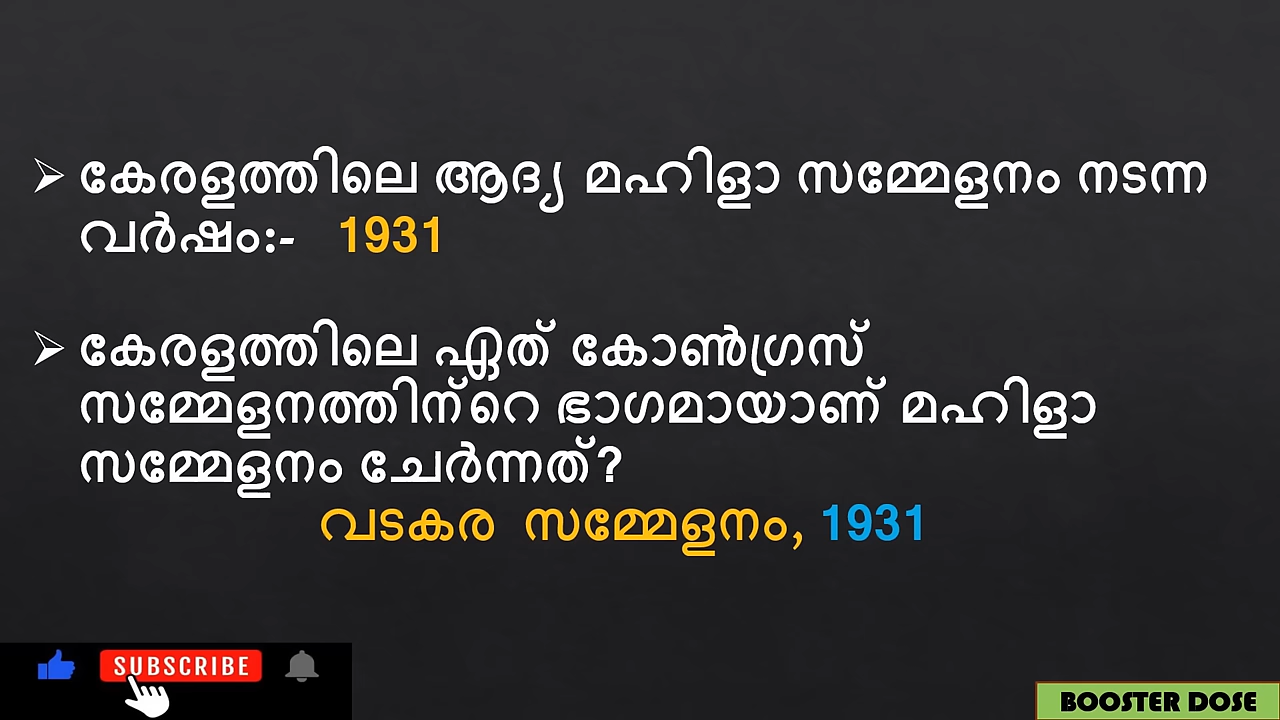 ➢ കേരളത്തിലെ ആദ്യ മഹിളാ സമ്മേളനം നടന്ന
വർഷം:- 1931
➢ കേരളത്തിലെ ഏത് കോൺഗ്രസ്
സമ്മേളനത്തിന്റെ ഭാഗമായാണ് മഹിളാ
സമ്മേളനം ചേർന്നത്?
വടകര സമ്മേളനം, 1931
SUBSCRIBE
BOOSTER DOSE